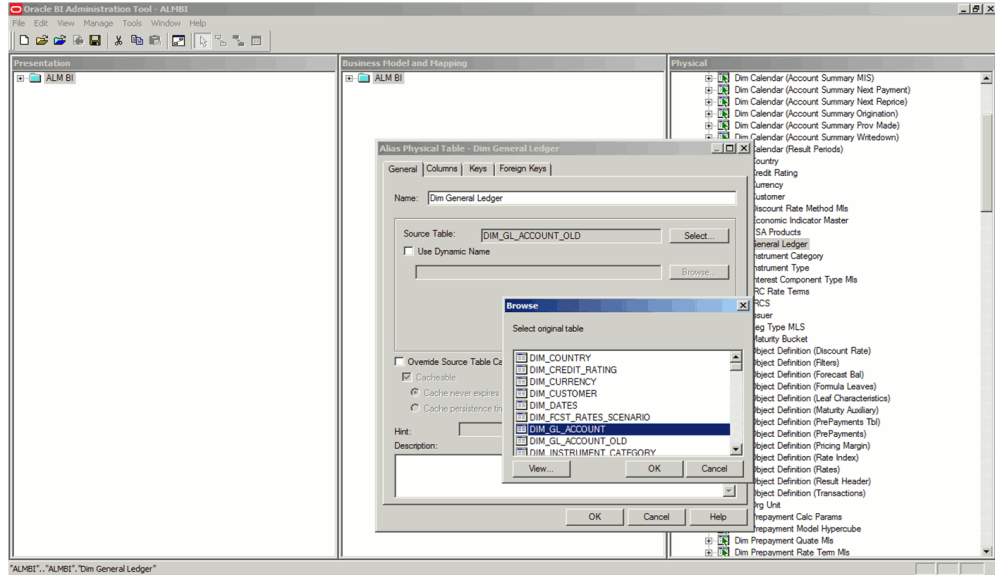 Oracle BI Administration Tool - ALMBI
File Edit View Manage Tools Window Help
Presentation
ALM BI
Business Model and Mapping
ALM BI
Physical
Dim Calendar (Account Summary MIS)
Dim Calendar (Account Summary Next Payment)
Dim Calendar (Account Summary Next Reprice)
Dim Calendar (Account Summary Origination)
Dim Calendar (Account Summary Prov Made)
Dim Calendar (Account Summary Writedown)
Calendar (Result Periods)
Country
Credit Rating
Currency
Customer
Discount Rate Method Mls
Economic Indicator Master
FSA Products
General Ledger
Instrument Category
Instrument Type
Interest Component Type Mls
RC Rate Terms
RCS
ssuer
eg Type MLS
Maturity Bucket
Object Definition (Discount Rate)
Object Definition (Filters)
Object Definition (Forecast Bal)
Object Definition (Formula Leaves)
Object Definition (Leaf Characteristics)
Object Definition (Maturity Auxiliary)
Object Definition (PrePayments Tbl)
Object Definition (PrePayments)
Object Definition (Pricing Margin)
Object Definition (Rate Index)
Object Definition (Rates)
Object Definition (Result Header)
Object Definition (Transactions)
Org Unit
Prepayment Calc Params
Prepayment Model Hypercube
Dim Prepayment Quate Mls
Dim Prepayment Rate Term Mls
Alias Physical Table - Dim General Ledger
General Columns Keys Foreign Keys
Name: Dim General Ledger
Source Table: DIM_GL_ACCOUNT_OLD Select...
Use Dynamic Name
Browse...
Override Source Table Ca
Cacheable
Cache never expires
Cache persistence tim
Hint:
Description:
OK Cancel Help
Browse
Select original table
DIM_COUNTRY
DIM_CREDIT_RATING
DIM_CURRENCY
DIM_CUSTOMER
DIM_DATES
DIM_FCST_RATES_SCENARIO
DIM_GL_ACCOUNT
DIM_GL_ACCOUNT_OLD
DIM_INSTRUMENT_CATEGORY
View... OK Cancel
"ALMBI".."ALMBI"."Dim General Ledger"